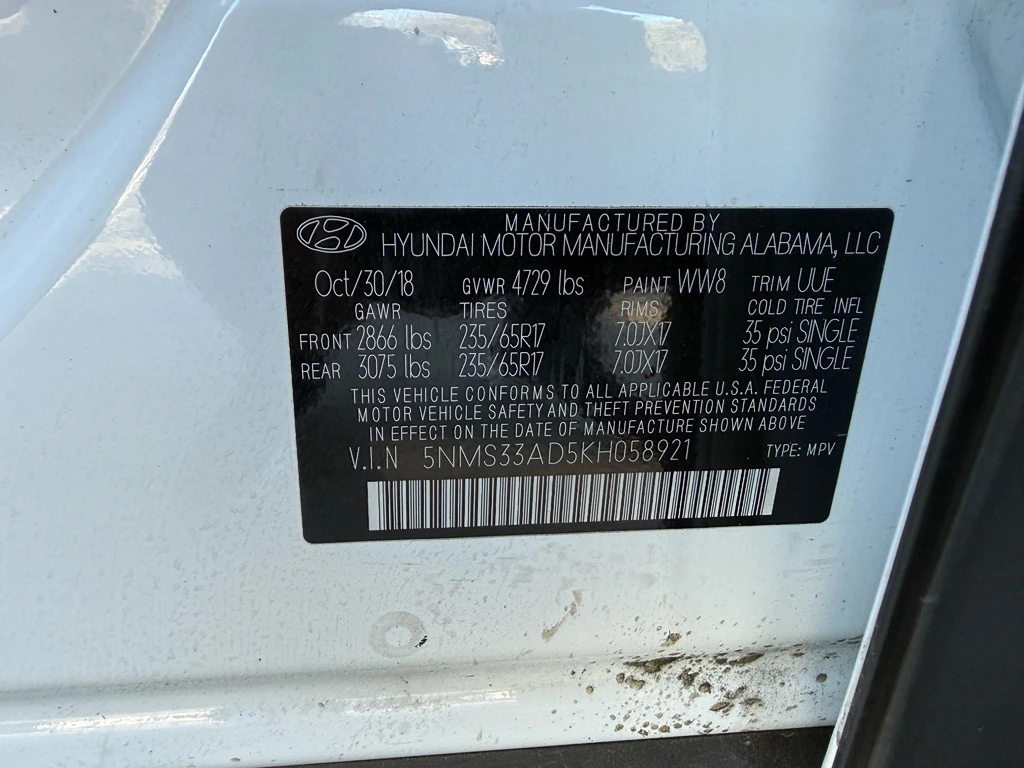 MANUFACTURED BY
HYUNDAI MOTOR MANUFACTURING ALABAMA, LLC
Oct/30/18 GVWR 4729 lbs PAINT WW8 TRIM UUE
GAWR TIRES RIMS COLD TIRE INFL
FRONT 2866 lbs 235/65R17 7.0JX17 35 psi SINGLE
REAR 3075 lbs 235/65R17 7.0JX17 35 psi SINGLE
THIS VEHICLE CONFORMS TO ALL APPLICABLE U.S.A. FEDERAL
MOTOR VEHICLE SAFETY AND THEFT PREVENTION STANDARDS
IN EFFECT ON THE DATE OF MANUFACTURE SHOWN ABOVE
V.I.N 5NMS33AD5KH058921 TYPE: MPV